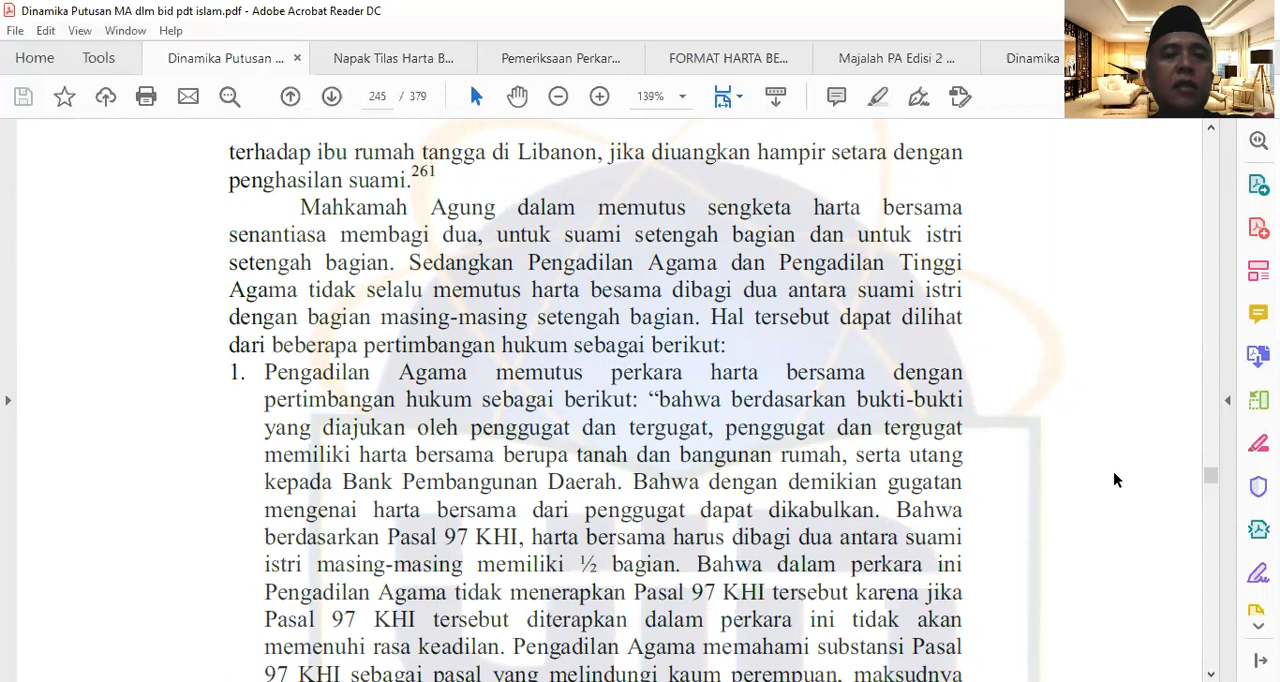 Dinamika Putusan MA dlm bid pdt islam.pdf - Adobe Acrobat Reader DC
File Edit View Window Help
Home Tools Dinamika Putusan ... × Napak Tilas Harta B... Pemeriksaan Perkar... FORMAT HARTA BE... Majalah PA Edisi 2 ... Dinamika
245 / 379 139%
terhadap ibu rumah tangga di Libanon, jika diuangkan hampir setara dengan
penghasilan suami.261
Mahkamah Agung dalam memutus sengketa harta bersama
senantiasa membagi dua, untuk suami setengah bagian dan untuk istri
setengah bagian. Sedangkan Pengadilan Agama dan Pengadilan Tinggi
Agama tidak selalu memutus harta besama dibagi dua antara suami istri
dengan bagian masing-masing setengah bagian. Hal tersebut dapat dilihat
dari beberapa pertimbangan hukum sebagai berikut:
1. Pengadilan Agama memutus perkara harta bersama dengan
pertimbangan hukum sebagai berikut: “bahwa berdasarkan bukti-bukti
yang diajukan oleh penggugat dan tergugat, penggugat dan tergugat
memiliki harta bersama berupa tanah dan bangunan rumah, serta utang
kepada Bank Pembangunan Daerah. Bahwa dengan demikian gugatan
mengenai harta bersama dari penggugat dapat dikabulkan. Bahwa
berdasarkan Pasal 97 KHI, harta bersama harus dibagi dua antara suami
istri masing-masing memiliki ½ bagian. Bahwa dalam perkara ini
Pengadilan Agama tidak menerapkan Pasal 97 KHI tersebut karena jika
Pasal 97 KHI tersebut diterapkan dalam perkara ini tidak akan
memenuhi rasa keadilan. Pengadilan Agama memahami substansi Pasal
97 KHI sebagai pasal yang melindungi kaum perempuan, maksudnya